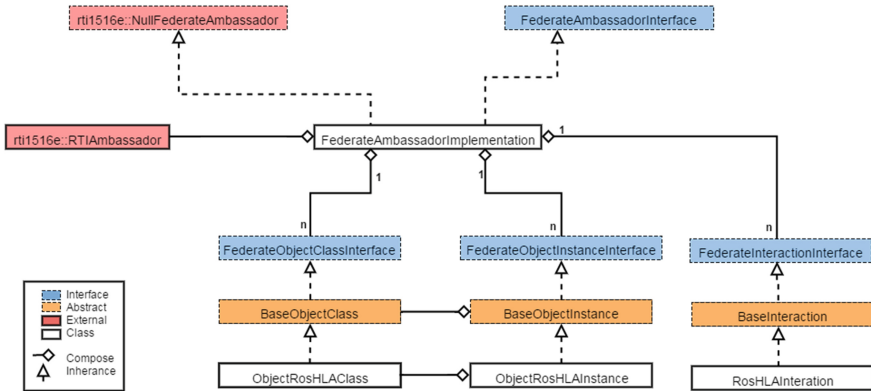 rti1516e::NullFederateAmbassador
FederateAmbassadorInterface
rti1516e::RTIAmbassador
FederateAmbassadorImplementation
1
1
1
n
n
n
FederateObjectClassInterface
FederateObjectInstanceInterface
FederateInteractionInterface
Interface
Abstract
External
Class
Compose
Inherance
BaseObjectClass
BaseObjectInstance
BaseInteraction
ObjectRosHLAClass
ObjectRosHLAInstance
RosHLAInteration